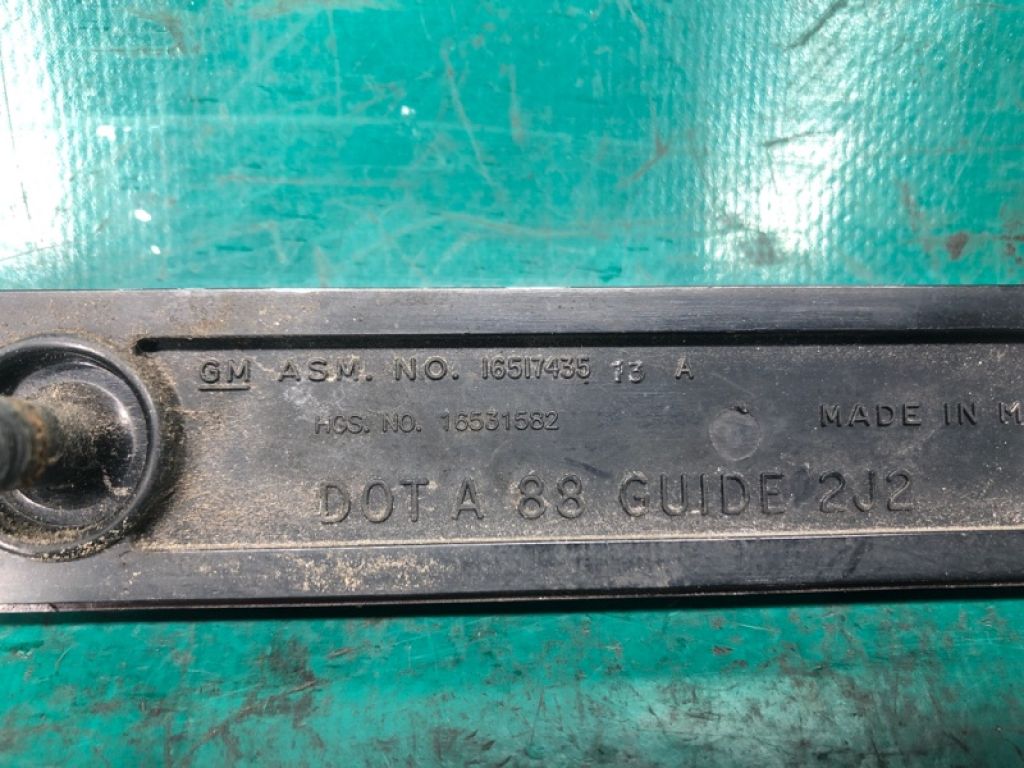 GM ASM. NO. 16517435 13 A
HGS. NO. 16531582
MADE IN M
DOT A 88 GUIDE 2J2